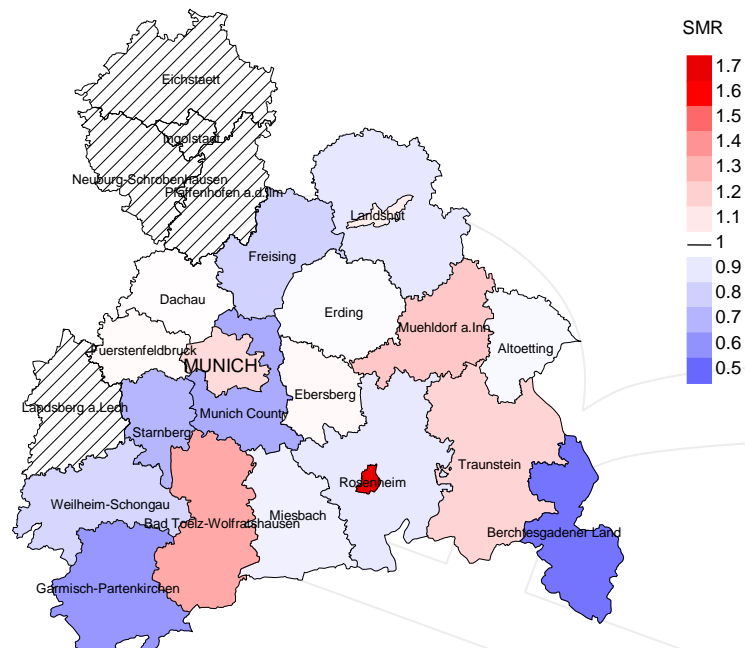 SMR
1.7
1.6
1.5
1.4
1.3
1.2
1.1
1
0.9
0.8
0.7
0.6
0.5
Eichstaett
Ingolstadt
Neuburg-Schrobenhausen
Pfaffenhofen a.d.Ilm
Landshut
Freising
Dachau
Erding
Muehldorf a.Inn
Altoetting
Fuerstenfeldbruck
MUNICH
Ebersberg
Landsberg a.Lech
Munich County
Starnberg
Traunstein
Rosenheim
Weilheim-Schongau
Miesbach
Bad Toelz-Wolfratshausen
Berchtesgadener Land
Garmisch-Partenkirchen